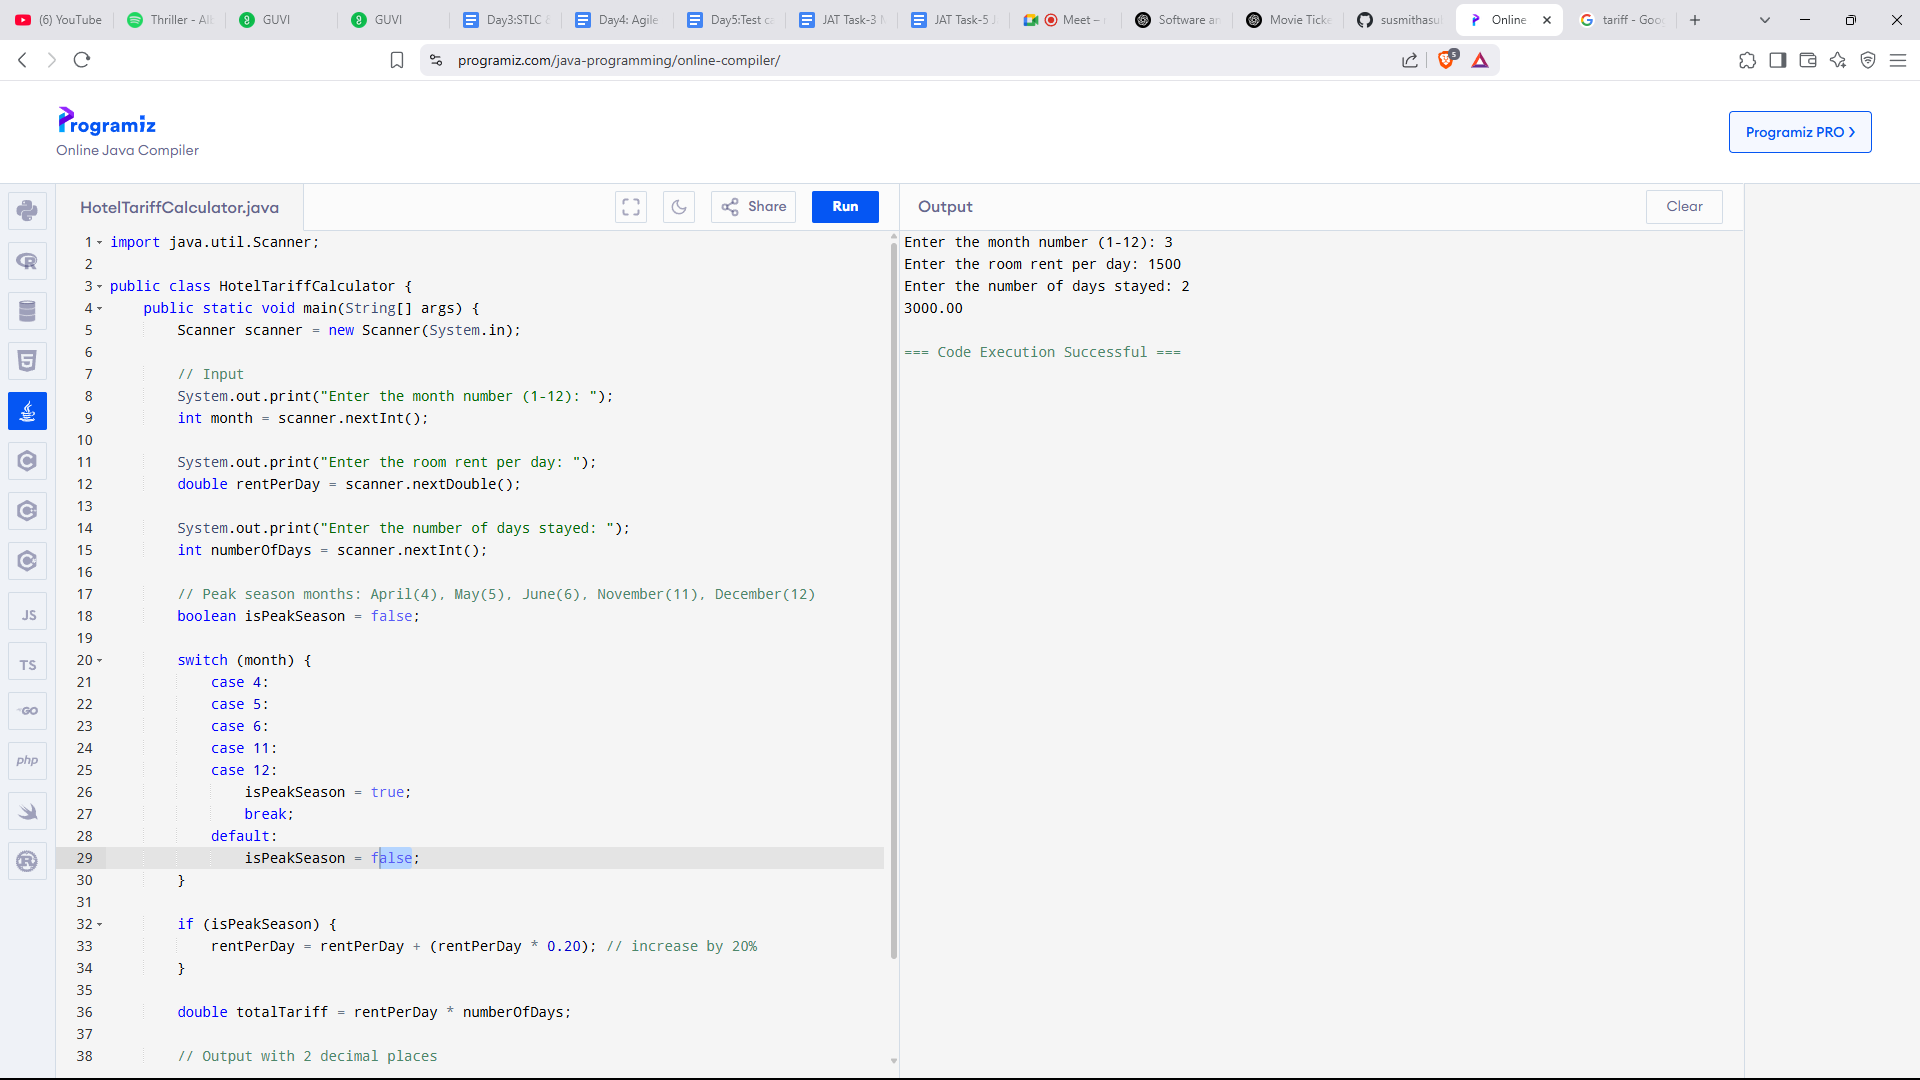 (6) YouTube
Thriller - Alb
GUVI
GUVI
Day3:STLC &
Day4: Agile
Day5:Test ca
JAT Task-3 M
JAT Task-5 J
Meet –
Software an
Movie Ticke
susmithasul
Online
tariff - Goog
programiz.com/java-programming/online-compiler/
5
Programiz
Online Java Compiler
Programiz PRO
HotelTariffCalculator.java
Share
Run
Output
Clear
1 import java.util.Scanner;
2
3 public class HotelTariffCalculator {
4 public static void main(String[] args) {
5 Scanner scanner = new Scanner(System.in);
6
7 // Input
8 System.out.print("Enter the month number (1-12): ");
9 int month = scanner.nextInt();
10
11 System.out.print("Enter the room rent per day: ");
12 double rentPerDay = scanner.nextDouble();
13
14 System.out.print("Enter the number of days stayed: ");
15 int numberOfDays = scanner.nextInt();
16
17 // Peak season months: April(4), May(5), June(6), November(11), December(12)
18 boolean isPeakSeason = false;
19
20 switch (month) {
21 case 4:
22 case 5:
23 case 6:
24 case 11:
25 case 12:
26 isPeakSeason = true;
27 break;
28 default:
29 isPeakSeason = false;
30 }
31
32 if (isPeakSeason) {
33 rentPerDay = rentPerDay + (rentPerDay * 0.20); // increase by 20%
34 }
35
36 double totalTariff = rentPerDay * numberOfDays;
37
38 // Output with 2 decimal places
Enter the month number (1-12): 3
Enter the room rent per day: 1500
Enter the number of days stayed: 2
3000.00
=== Code Execution Successful ===
JS
TS
GO
php